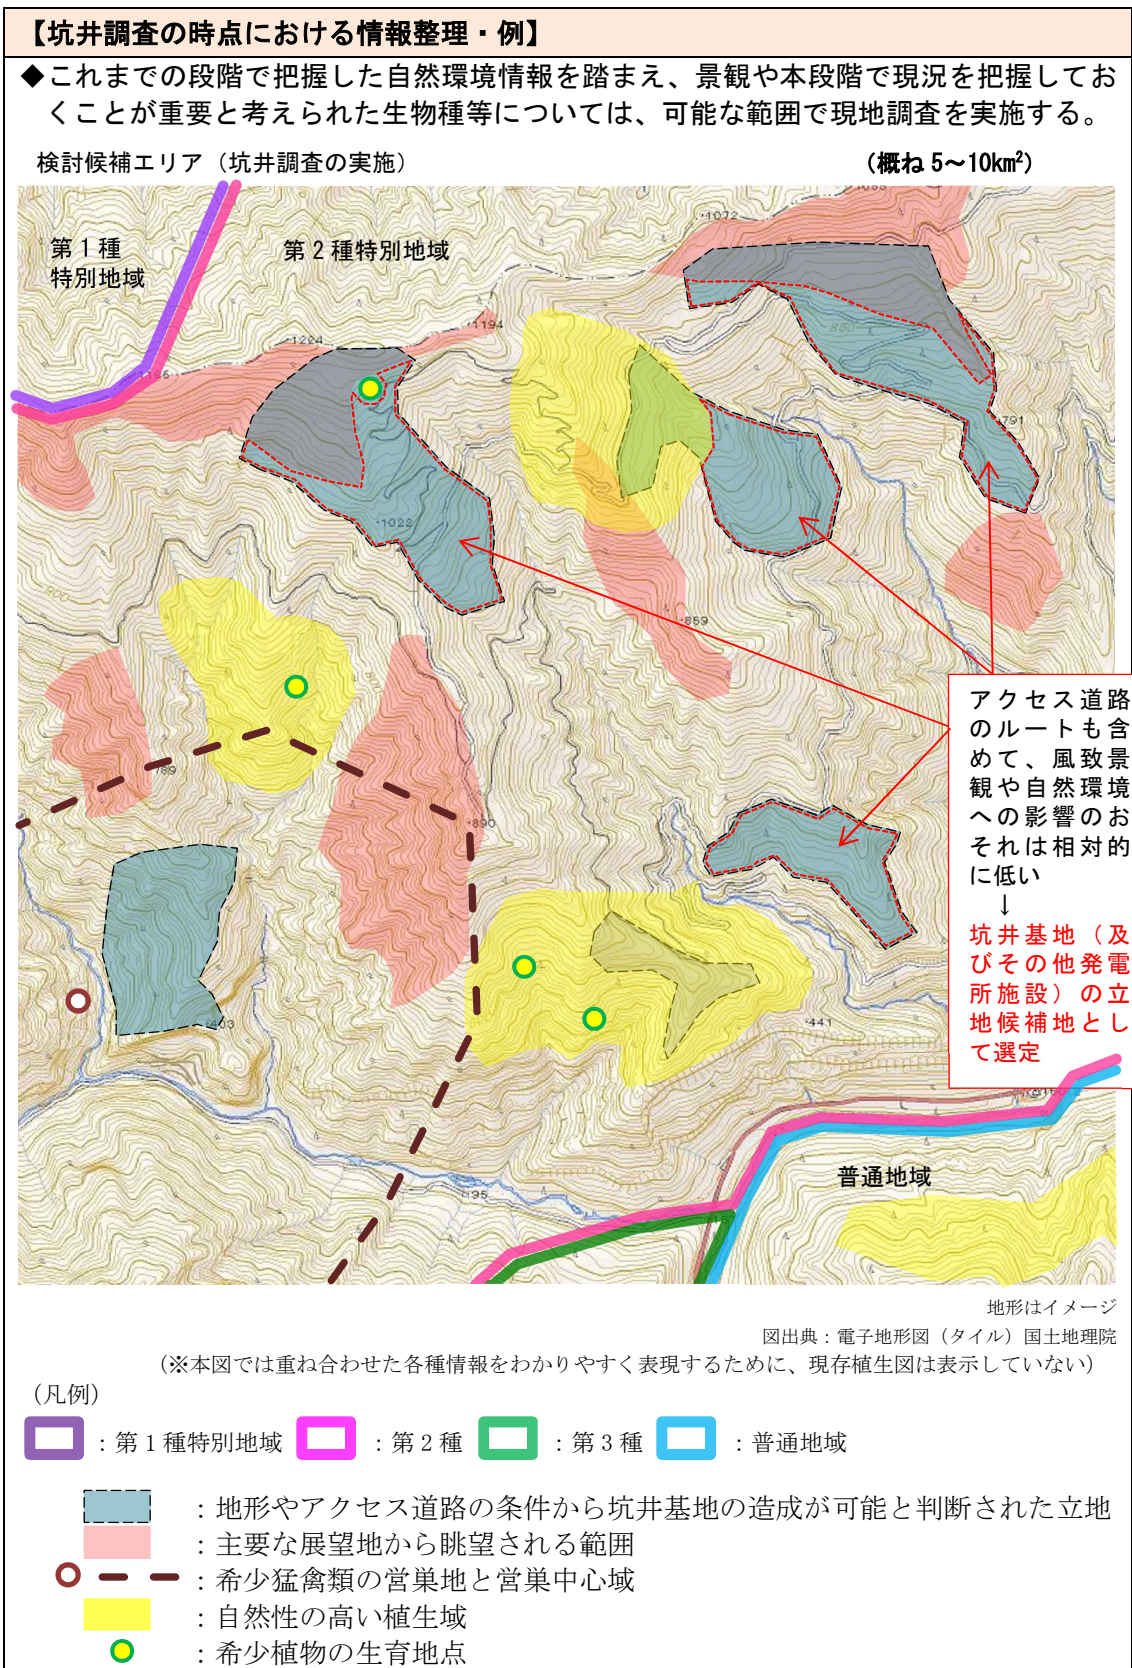 【坑井調査の時点における情報整理・例】
◆これまでの段階で把握した自然環境情報を踏まえ、景観や本段階で現況を把握してお
くことが重要と考えられた生物種等については、可能な範囲で現地調査を実施する。
検討候補エリア（坑井調査の実施）
（概ね5～10km²）
第1種
特別地域
第2種特別地域
1072
1194
1224
850
791
1022
859
789
890
403
441
195
アクセス道路
のルートも含
めて、風致景
観や自然環境
への影響のお
それは相対的
に低い
↓
坑井基地（及
びその他発電
所施設）の立
地候補地とし
て選定
普通地域
地形はイメージ
図出典：電子地形図（タイル）国土地理院
（※本図では重ね合わせた各種情報をわかりやすく表現するために、現存植生図は表示していない）
（凡例）
：第1種特別地域
：第2種
：第3種
：普通地域
：地形やアクセス道路の条件から坑井基地の造成が可能と判断された立地
：主要な展望地から眺望される範囲
：希少猛禽類の営巣地と営巣中心域
：自然性の高い植生域
：希少植物の生育地点